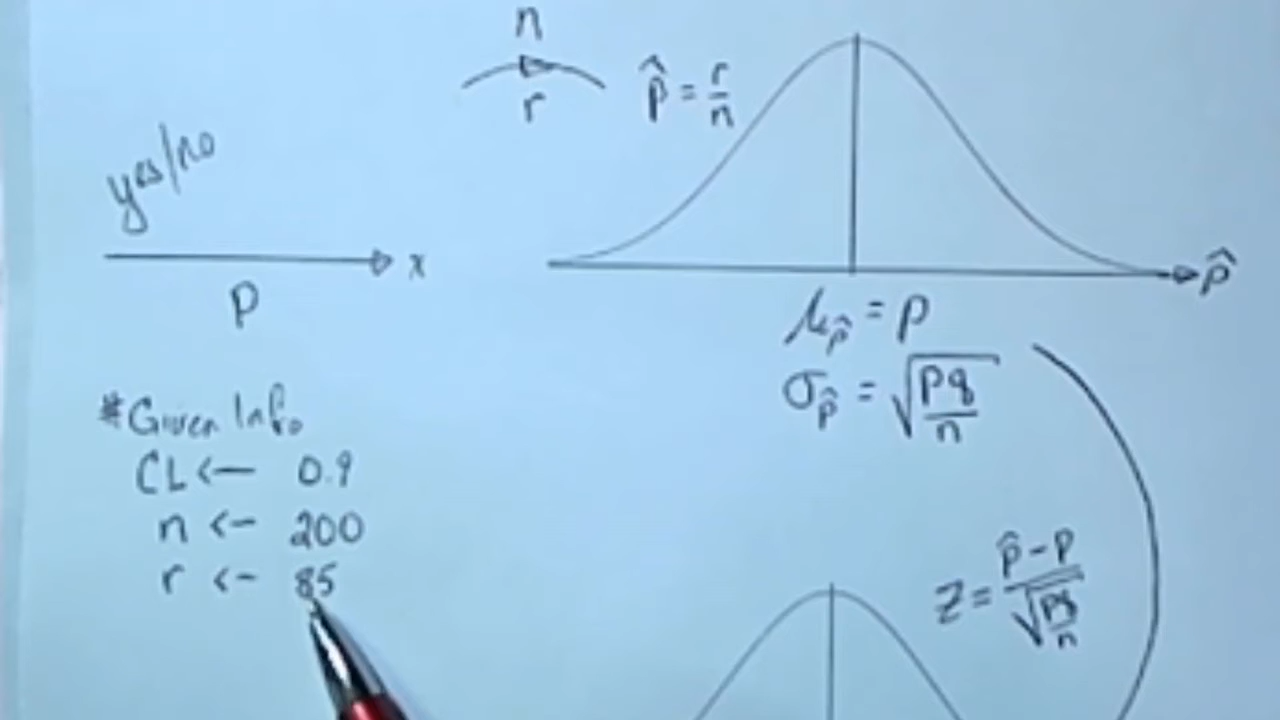 n
r
p̂ = r/n
yes/no
x
p
p̂
μp̂ = p
σp̂ = √(pq/n)
*Given Info
CL <- 0.9
n <- 200
r <- 85
z = (p̂ - p)/√(pq/n)